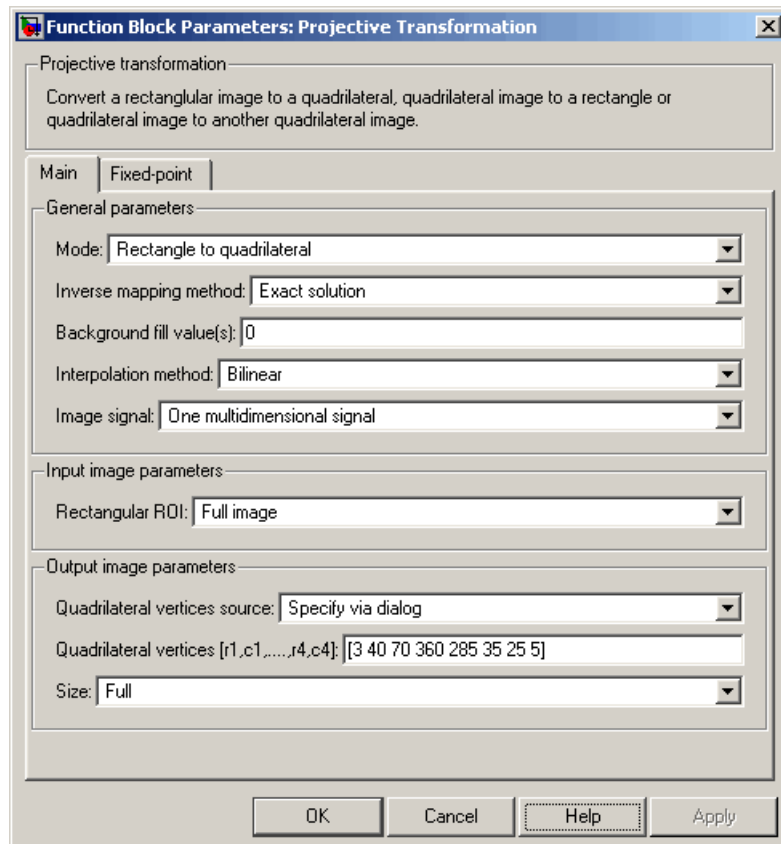 Function Block Parameters: Projective Transformation
Projective transformation
Convert a rectanglular image to a quadrilateral, quadrilateral image to a rectangle or
quadrilateral image to another quadrilateral image.
Main Fixed-point
General parameters
Mode: Rectangle to quadrilateral
Inverse mapping method: Exact solution
Background fill value(s): 0
Interpolation method: Bilinear
Image signal: One multidimensional signal
Input image parameters
Rectangular ROI: Full image
Output image parameters
Quadrilateral vertices source: Specify via dialog
Quadrilateral vertices [r1,c1,....,r4,c4]: [3 40 70 360 285 35 25 5]
Size: Full
OK Cancel Help Apply